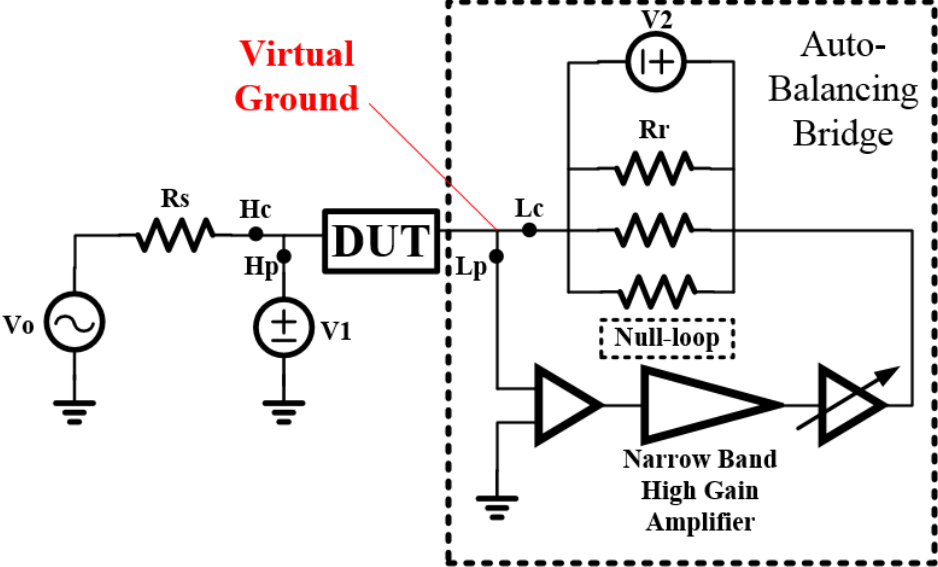 V2
Auto-
Balancing
Bridge
Virtual
Ground
Rr
Rs
Hc
Lc
DUT
Hp
Lp
Vo
V1
Null-loop
Narrow Band
High Gain
Amplifier